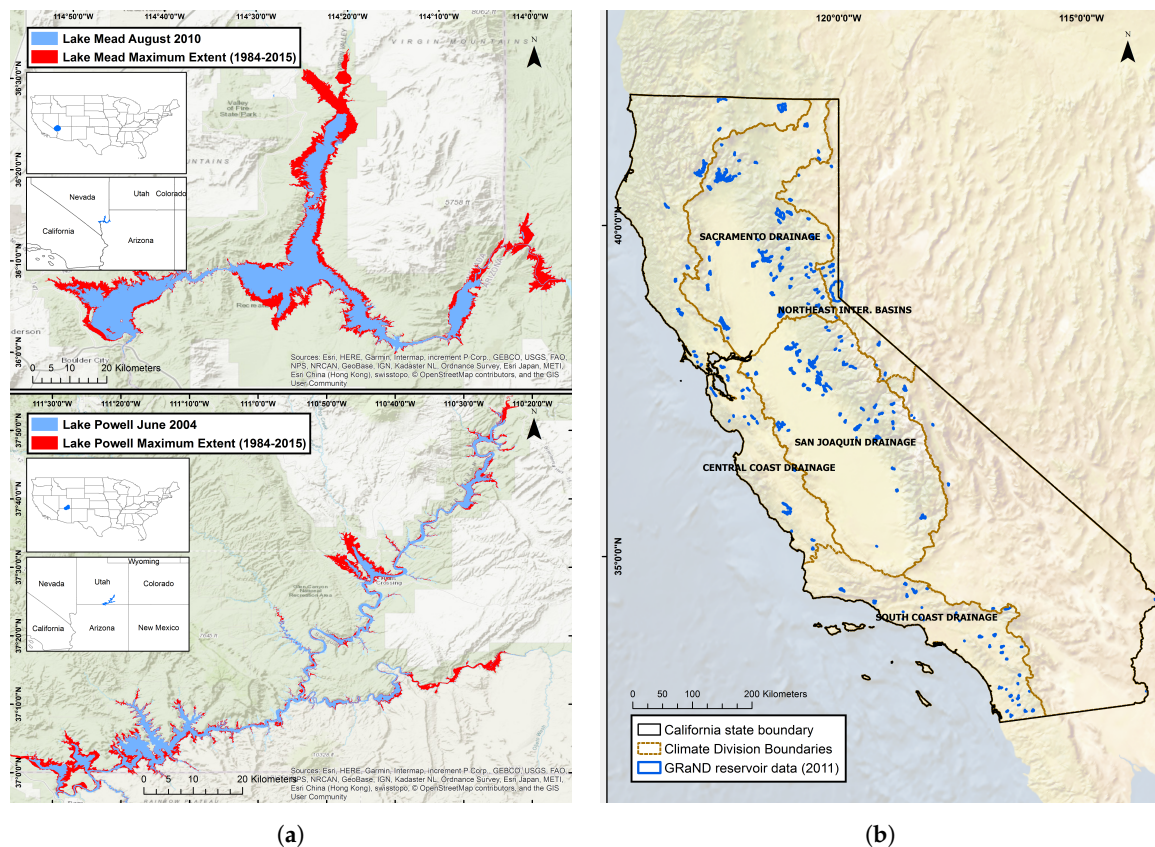 114°50'0"W
114°20'0"W
114°10'0"W
114°0'0"W
Lake Mead August 2010
Lake Mead Maximum Extent (1984-2015)
VIRGIN MOUNTAINS
N
36°30'0"N
Valley
of Fire
State Park
36°20'0"N
Nevada
Utah
Colorado
California
Arizona
5758 ft
36°10'0"N
36°0'0"N
Boulder City
0 10 20 Kilometers
Sources: Esri, HERE, Garmin, Intermap, increment P Corp., GEBCO, USGS, FAO,
NPS, NRCAN, GeoBase, IGN, Kadaster NL, Ordnance Survey, Esri Japan, METI,
Esri China (Hong Kong), swisstopo, © OpenStreetMap contributors, and the GIS
User Community
111°30'0"W
111°20'0"W
111°10'0"W
110°50'0"W
110°40'0"W
110°30'0"W
110°20'0"W
Lake Powell June 2004
Lake Powell Maximum Extent (1984-2015)
N
37°50'0"N
37°40'0"N
37°30'0"N
Wyoming
Nevada
Utah
Colorado
California
Arizona
New Mexico
Crossing
37°20'0"N
37°10'0"N
37°0'0"N
0 10 20 Kilometers
Sources: Esri, HERE, Garmin, Intermap, increment P Corp., GEBCO, USGS, FAO,
NPS, NRCAN, GeoBase, IGN, Kadaster NL, Ordnance Survey, Esri Japan, METI,
Esri China (Hong Kong), swisstopo, © OpenStreetMap contributors, and the GIS
User Community
RAINBOW PLATEAU
(a)
120°0'0"W
115°0'0"W
N
40°0'0"N
35°0'0"N
SACRAMENTO DRAINAGE
NORTHEAST INTER. BASINS
SAN JOAQUIN DRAINAGE
CENTRAL COAST DRAINAGE
SOUTH COAST DRAINAGE
0 50 100 200 Kilometers
California state boundary
Climate Division Boundaries
GRaND reservoir data (2011)
(b)